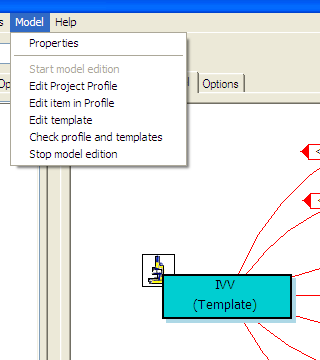 s Model Help
Properties
Start model edition
Edit Project Profile
Edit item in Profile
Edit template
Check profile and templates
Stop model edition
Op
Options
<
<
IVV
(Template)